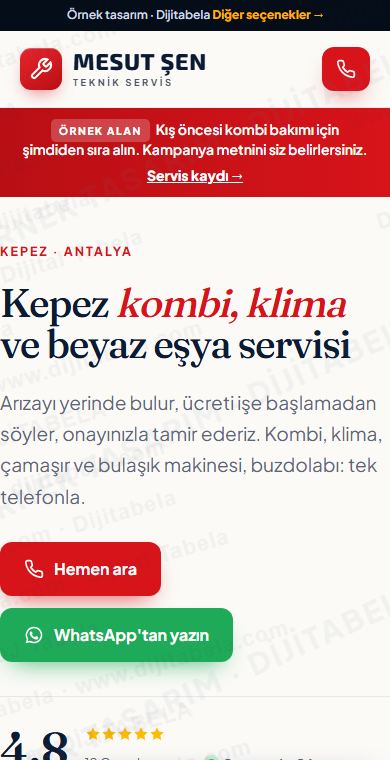 Örnek tasarım · Dijitabela Diğer seçenekler →
MESUT ŞEN
TEKNİK SERVİS
ÖRNEK ALAN Kış öncesi kombi bakımı için
şimdiden sıra alın. Kampanya metnini siz belirlersiniz.
Servis kaydı →
KEPEZ · ANTALYA
Kepez kombi, klima
ve beyaz eşya servisi
Arızayı yerinde bulur, ücreti işe başlamadan
söyler, onayınızla tamir ederiz. Kombi, klima,
çamaşır ve bulaşık makinesi, buzdolabı: tek
telefonla.
Hemen ara
WhatsApp'tan yazın
4,8